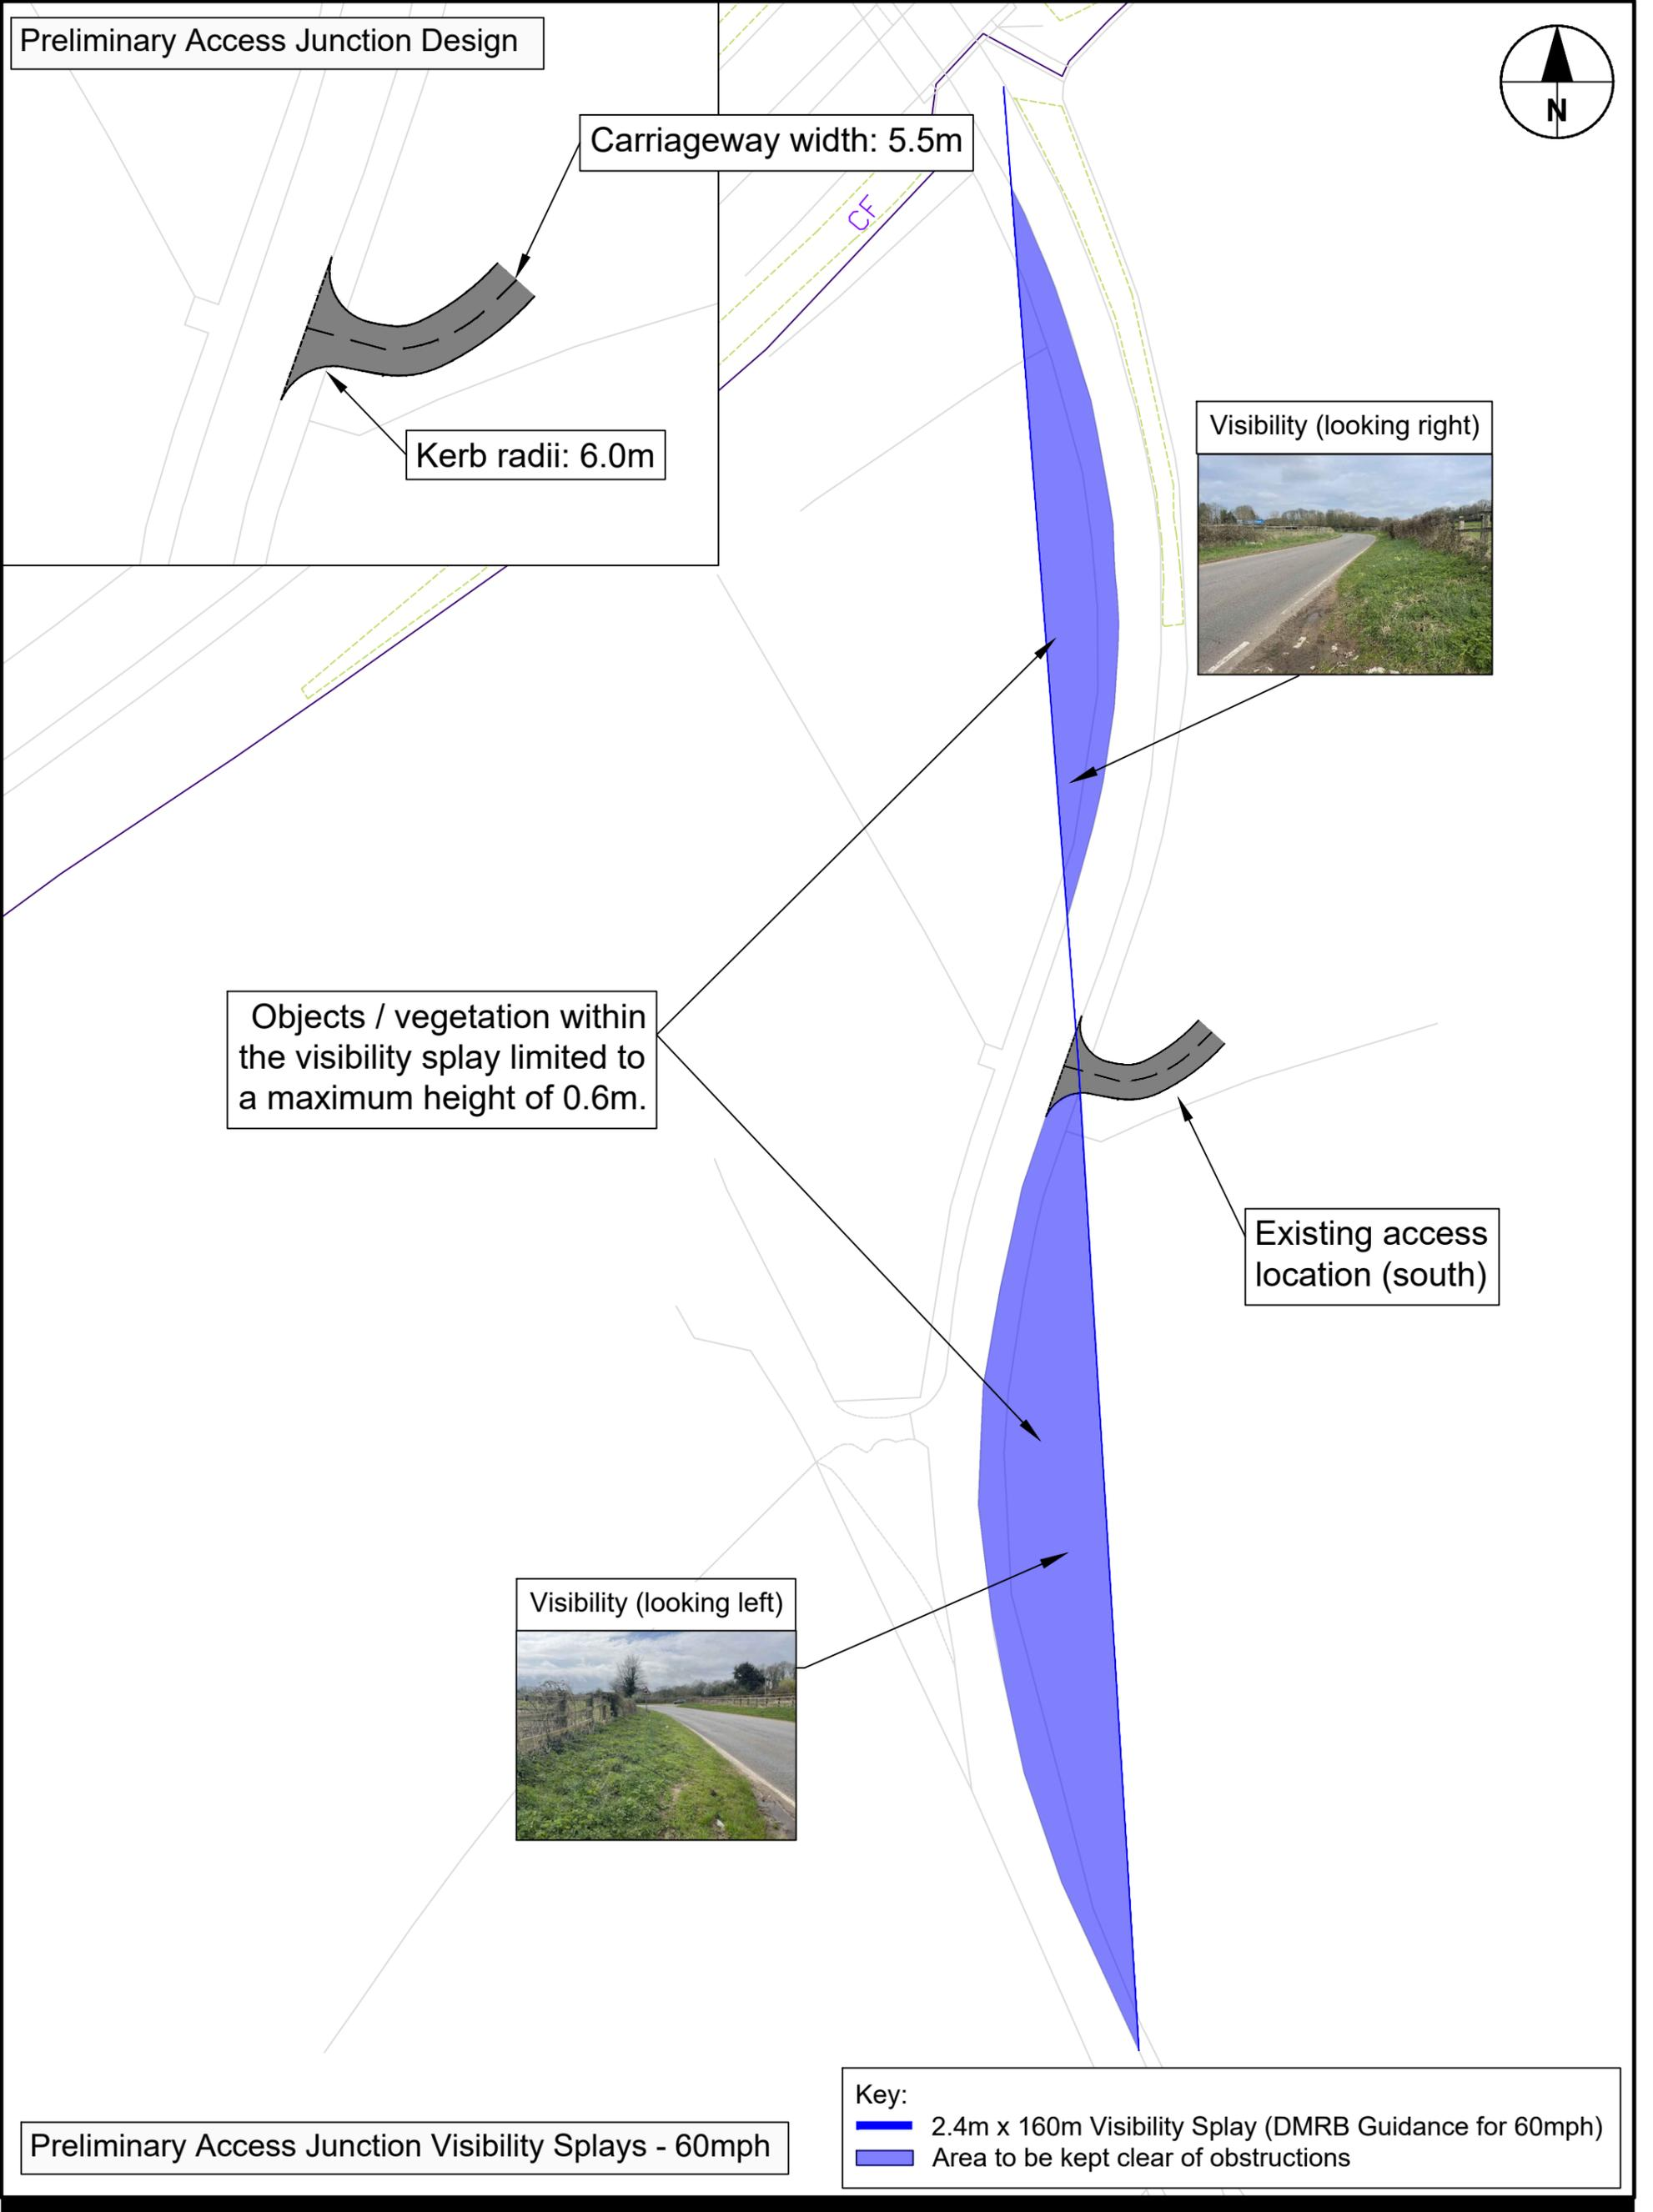 Preliminary Access Junction Design
N
Carriageway width: 5.5m
CF
Kerb radii: 6.0m
Visibility (looking right)
Objects / vegetation within
the visibility splay limited to
a maximum height of 0.6m.
Existing access
location (south)
Visibility (looking left)
Key:
2.4m x 160m Visibility Splay (DMRB Guidance for 60mph)
Area to be kept clear of obstructions
Preliminary Access Junction Visibility Splays - 60mph